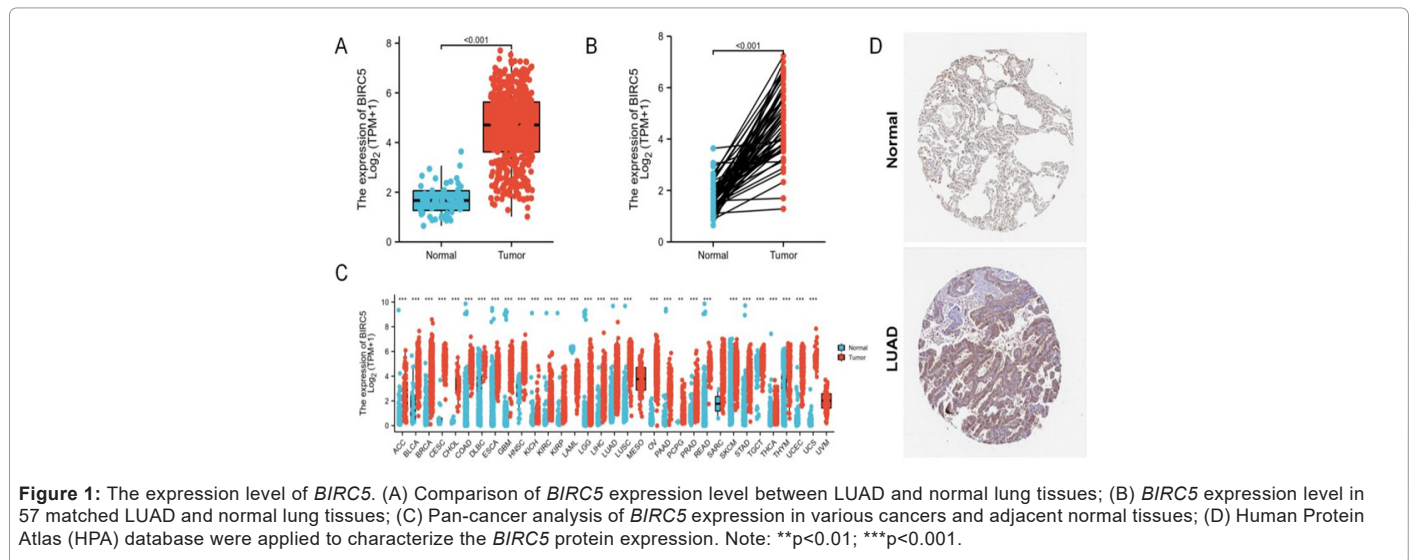 A
<0.001
The expression of BIRC5
Log2 (TPM+1)
8
6
4
2
0
Normal
Tumor
B
<0.001
The expression of BIRC5
Log2 (TPM+1)
8
6
4
2
0
Normal
Tumor
C
The expression of BIRC5
Log2 (TPM+1)
10
8
6
4
2
0
*** *** *** *** *** *** *** *** *** *** *** *** *** *** *** *** *** *** *** *** ** *** *** *** *** *** *** *** *** ***
Normal
Tumor
ACC BLCA BRCA CESC CHOL COAD DLBC ESCA GBM HNSC KICH KIRC KIRP LAML LGG LIHC LUAD LUSC MESO OV PAAD PCPG PRAD READ SARC SKCM STAD TGCT THCA THYM UCEC UCS UVM
D
Normal
LUAD
Figure 1: The expression level of BIRC5. (A) Comparison of BIRC5 expression level between LUAD and normal lung tissues; (B) BIRC5 expression level in
57 matched LUAD and normal lung tissues; (C) Pan-cancer analysis of BIRC5 expression in various cancers and adjacent normal tissues; (D) Human Protein
Atlas (HPA) database were applied to characterize the BIRC5 protein expression. Note: **p<0.01; ***p<0.001.